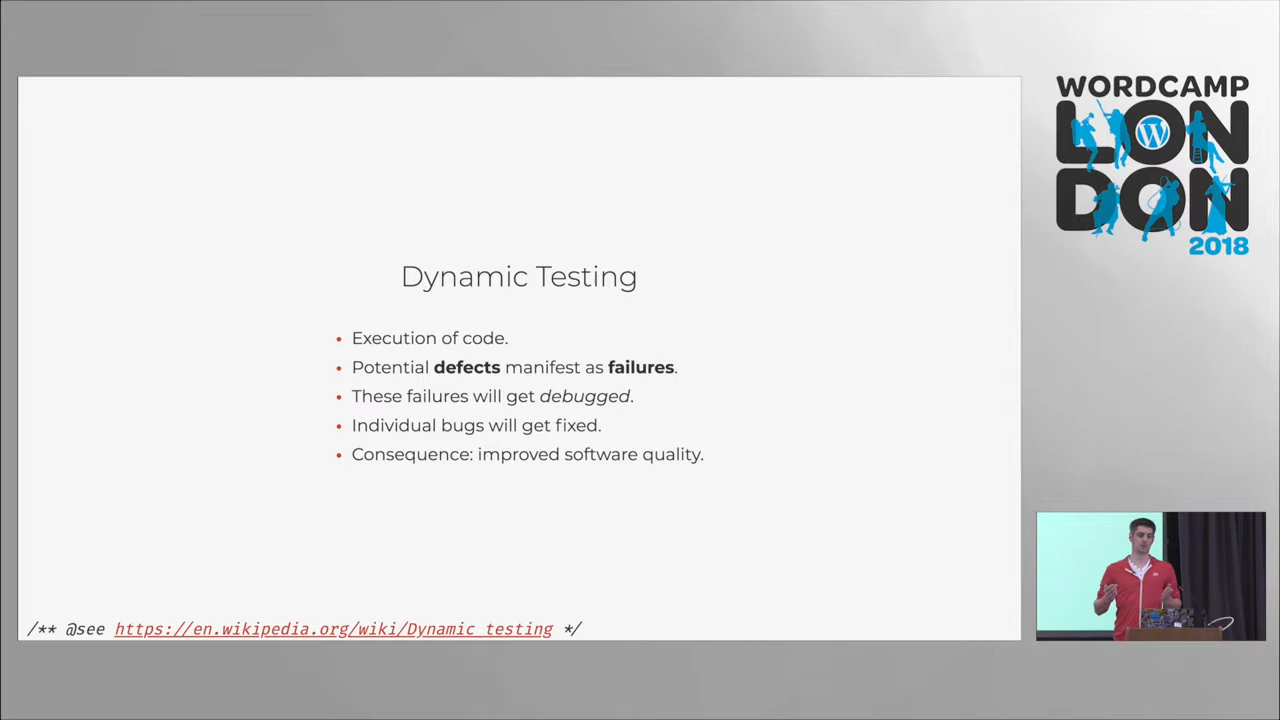 Dynamic Testing
• Execution of code.
• Potential defects manifest as failures.
• These failures will get debugged.
• Individual bugs will get fixed.
• Consequence: improved software quality.
/** @see https://en.wikipedia.org/wiki/Dynamic_testing */
WORDCAMP
LON
DON
2018